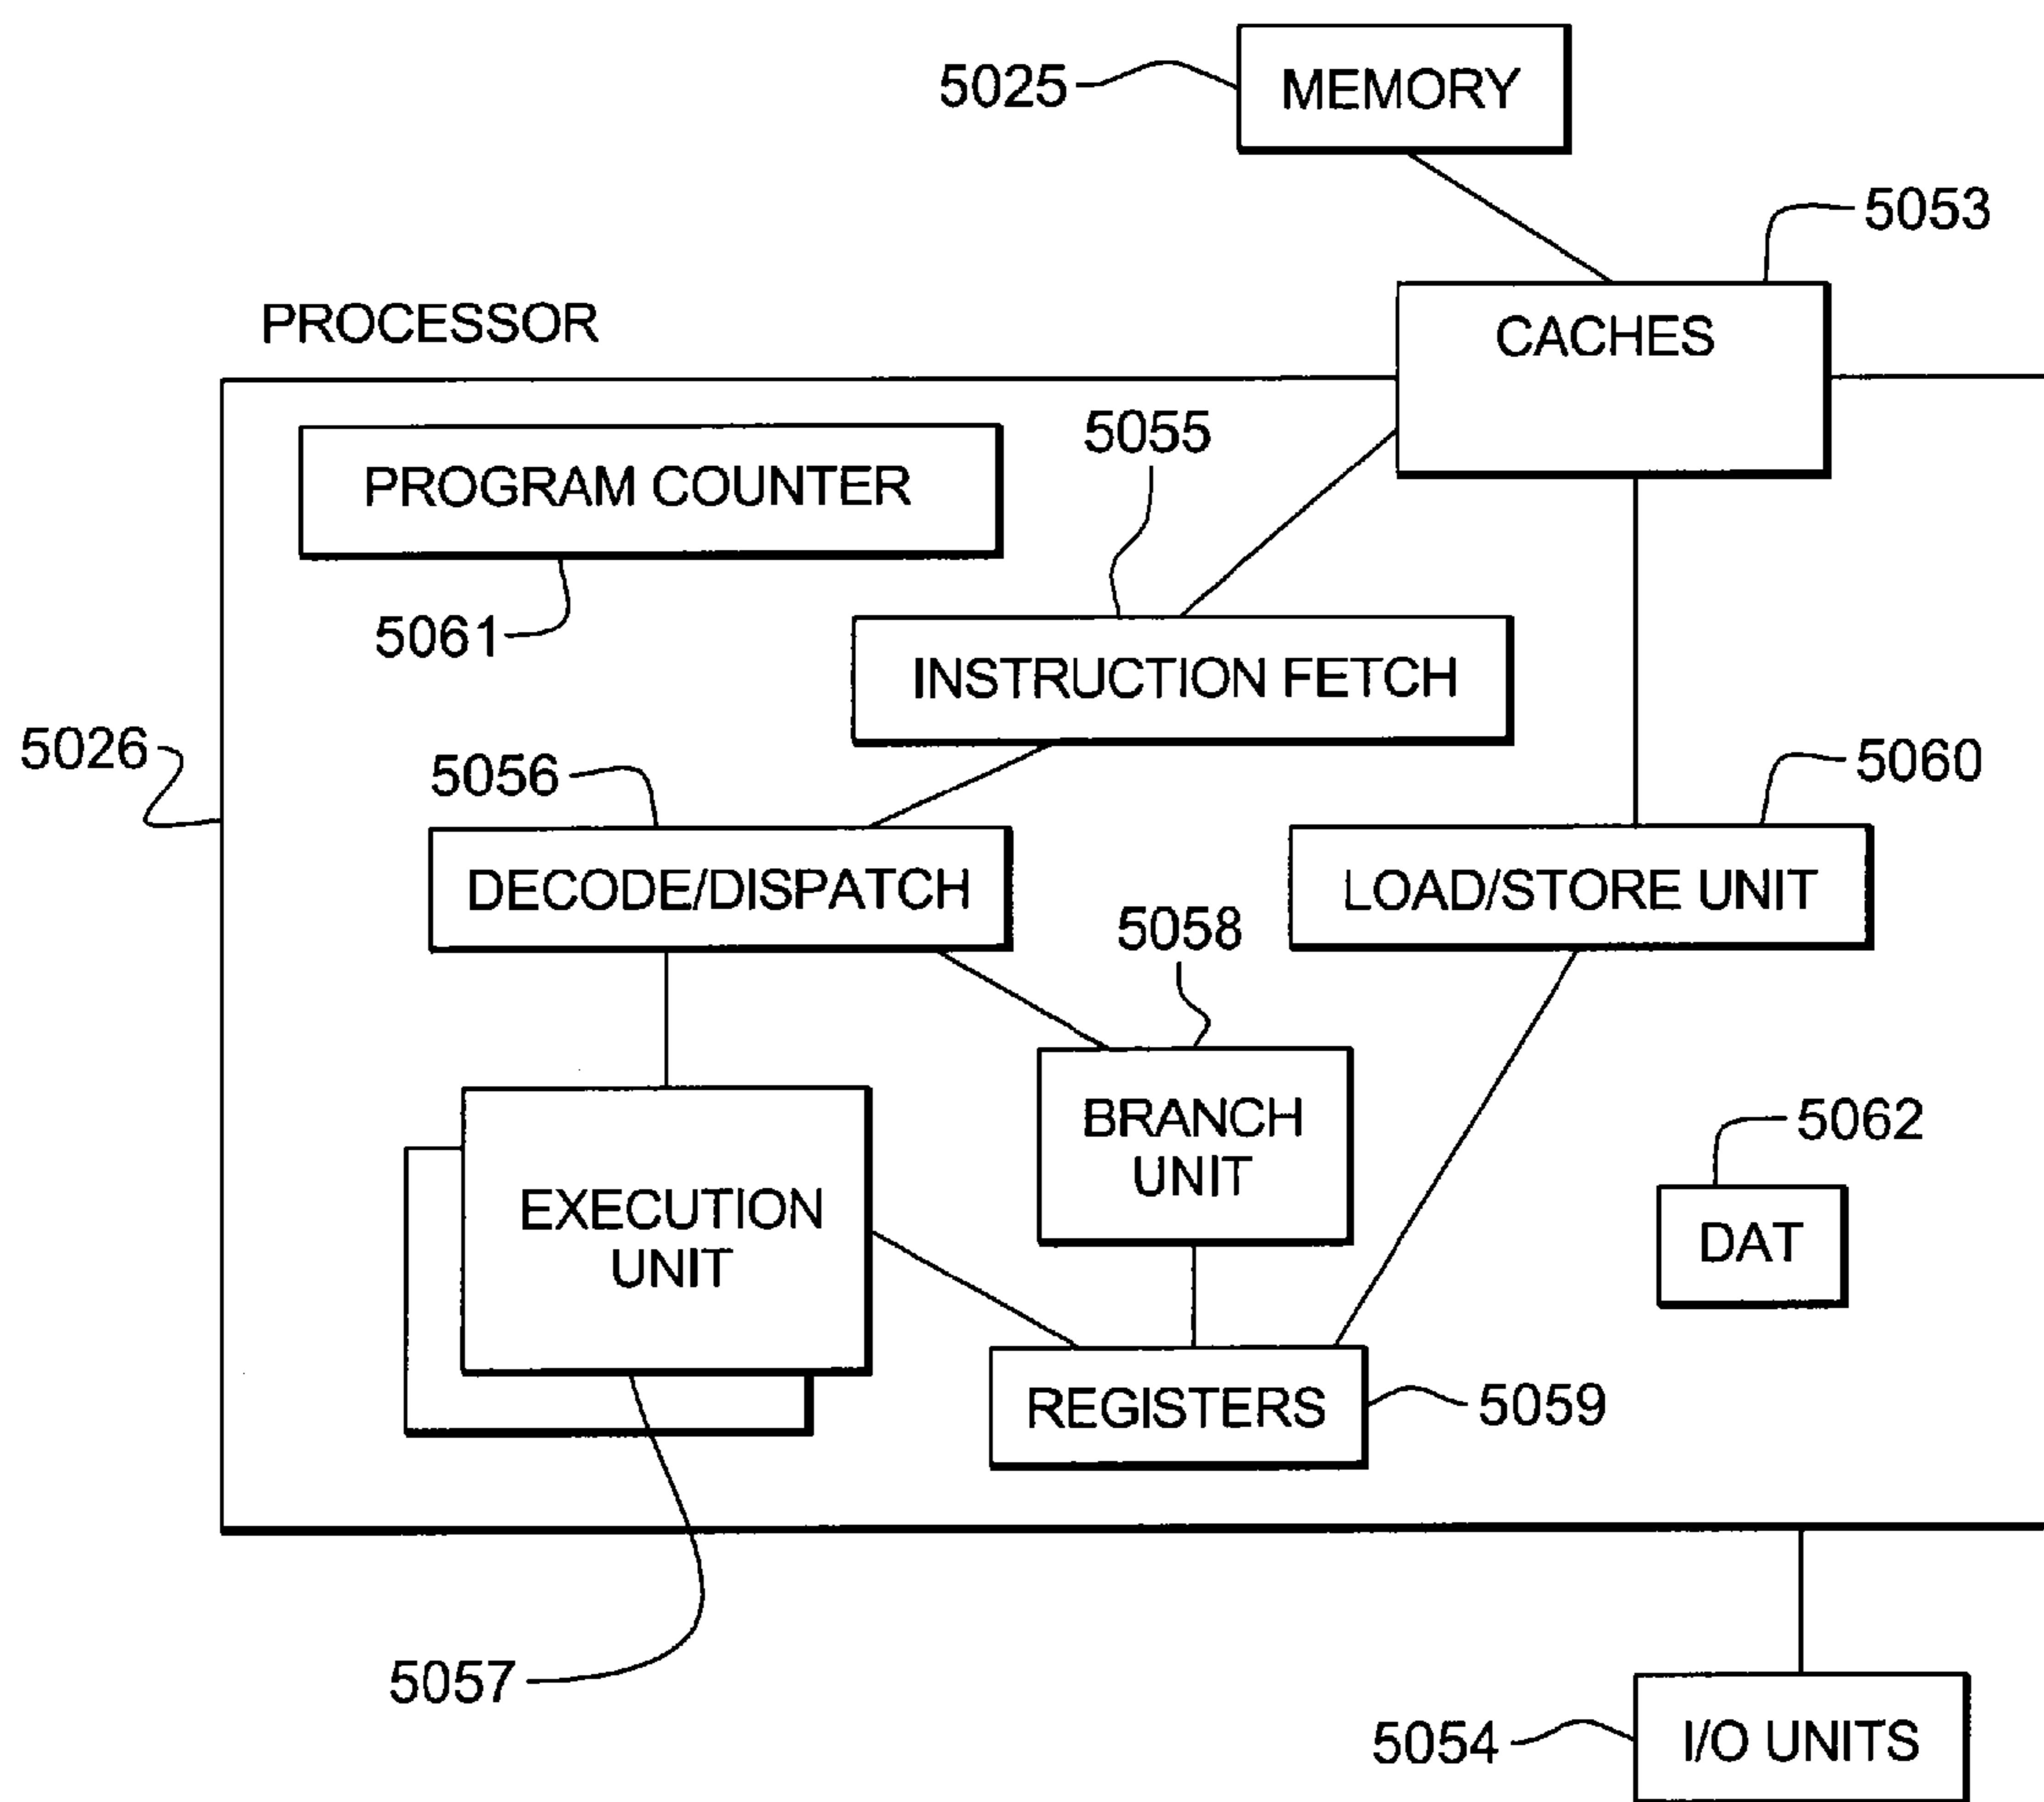 MEMORY
5025
5053
CACHES
PROCESSOR
5055
PROGRAM COUNTER
5061
INSTRUCTION FETCH
5026
5056
5060
DECODE/DISPATCH
LOAD/STORE UNIT
5058
BRANCH
UNIT
5062
EXECUTION
UNIT
DAT
REGISTERS
5059
5057
5054
I/O UNITS